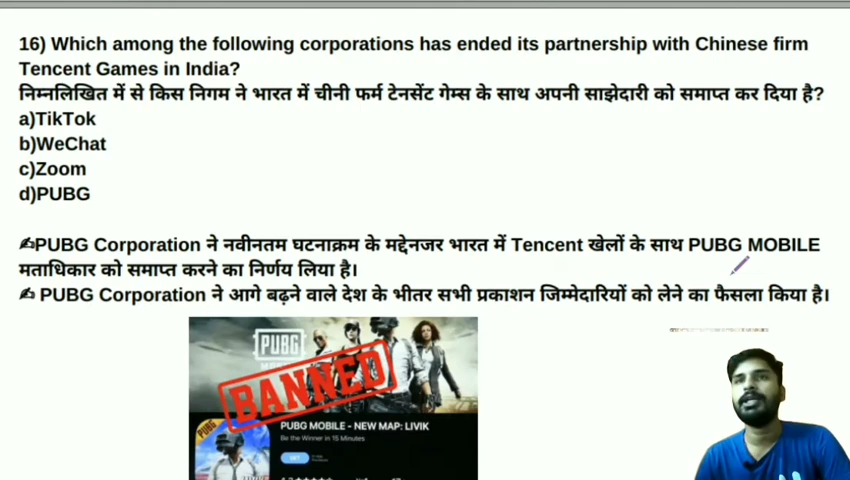 16) Which among the following corporations has ended its partnership with Chinese firm
Tencent Games in India?
निम्नलिखित में से किस निगम ने भारत में चीनी फर्म टेनसेंट गेम्स के साथ अपनी साझेदारी को समाप्त कर दिया है?
a)TikTok
b)WeChat
c)Zoom
d)PUBG
✍PUBG Corporation ने नवीनतम घटनाक्रम के मद्देनजर भारत में Tencent खेलों के साथ PUBG MOBILE
मताधिकार को समाप्त करने का निर्णय लिया है।
✍ PUBG Corporation ने आगे बढ़ने वाले देश के भीतर सभी प्रकाशन जिम्मेदारियों को लेने का फैसला किया है।
PUBG
BANNED
PUBG
PUBG MOBILE - NEW MAP: LIVIK
Be the Winner in 15 Minutes
GET